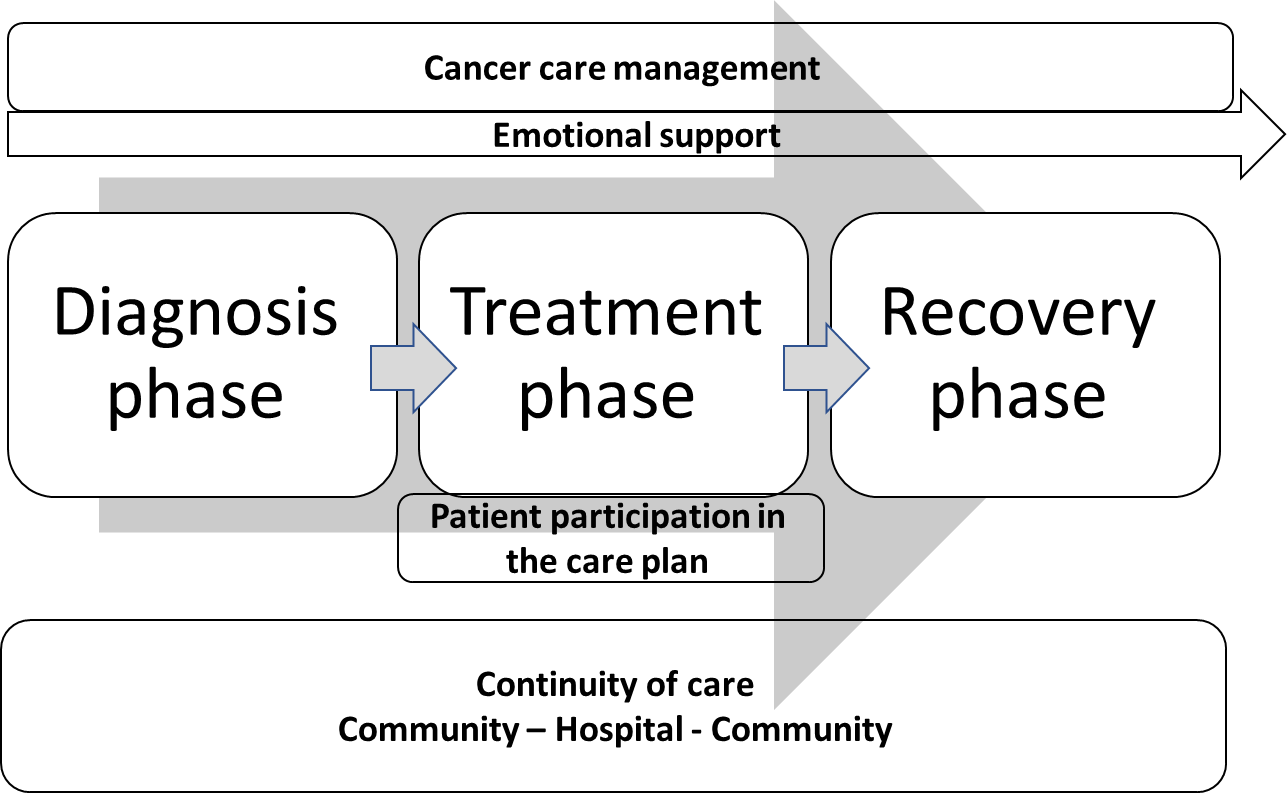 Cancer care management
Emotional support
Diagnosis
phase
Treatment
phase
Recovery
phase
Patient participation in
the care plan
Continuity of care
Community – Hospital - Community